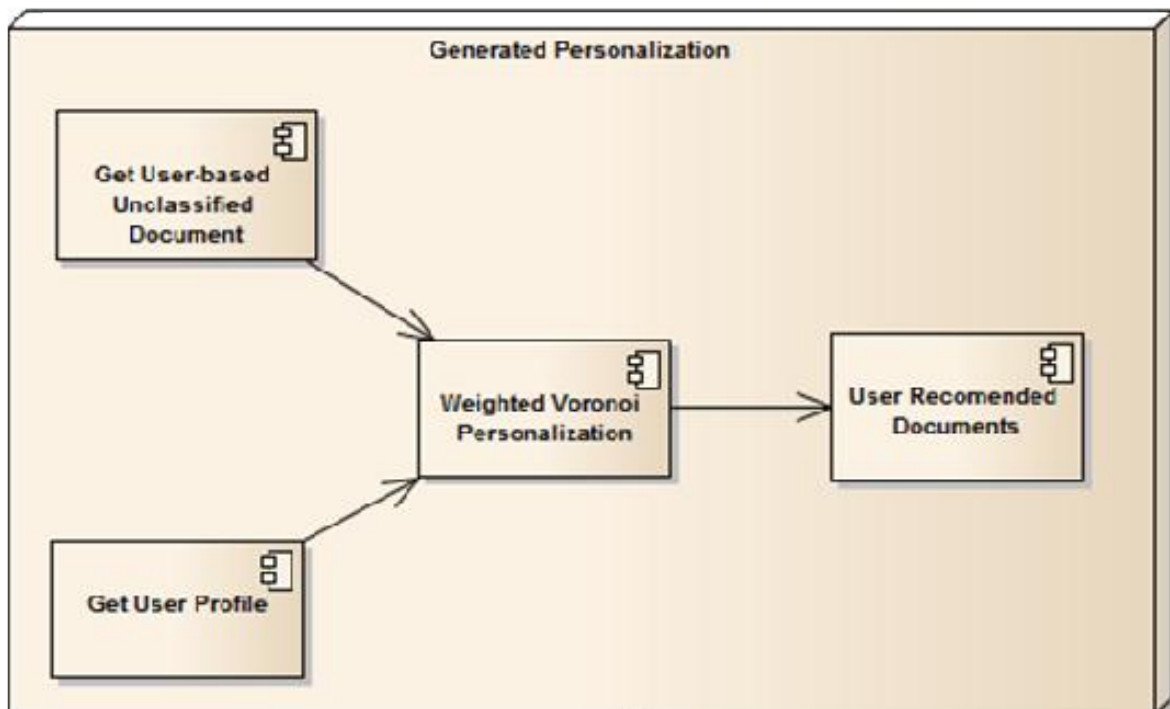 Generated Personalization
Get User-based
Unclassified
Document
Weighted Voronoi
Personalization
User Recomended
Documents
Get User Profile